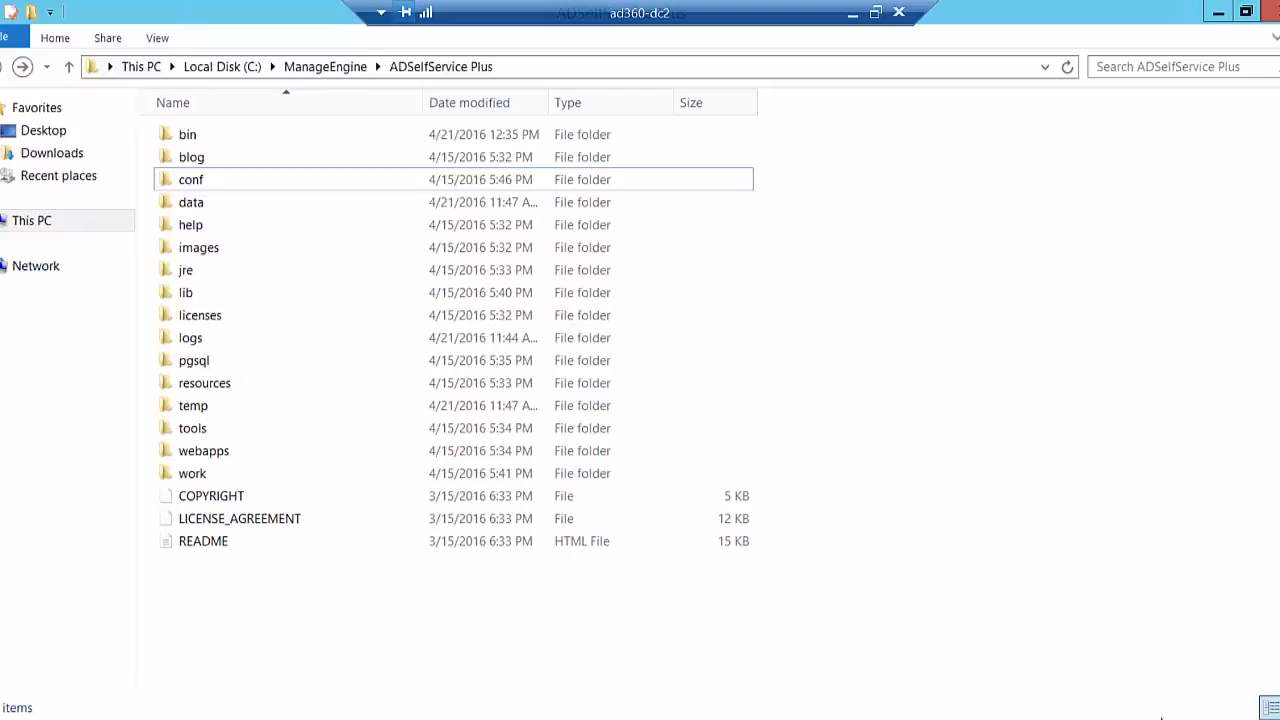 ad360-dc2
le Home Share View
This PC Local Disk (C:) ManageEngine ADSelfService Plus Search ADSelfService Plus
Name Date modified Type Size
Favorites
Desktop
Downloads
Recent places
This PC
Network
bin 4/21/2016 12:35 PM File folder
blog 4/15/2016 5:32 PM File folder
conf 4/15/2016 5:46 PM File folder
data 4/21/2016 11:47 A... File folder
help 4/15/2016 5:32 PM File folder
images 4/15/2016 5:32 PM File folder
jre 4/15/2016 5:33 PM File folder
lib 4/15/2016 5:40 PM File folder
licenses 4/15/2016 5:32 PM File folder
logs 4/21/2016 11:44 A... File folder
pgsql 4/15/2016 5:35 PM File folder
resources 4/15/2016 5:33 PM File folder
temp 4/21/2016 11:47 A... File folder
tools 4/15/2016 5:34 PM File folder
webapps 4/15/2016 5:34 PM File folder
work 4/15/2016 5:41 PM File folder
COPYRIGHT 3/15/2016 6:33 PM File 5 KB
LICENSE_AGREEMENT 3/15/2016 6:33 PM File 12 KB
README 3/15/2016 6:33 PM HTML File 15 KB
items